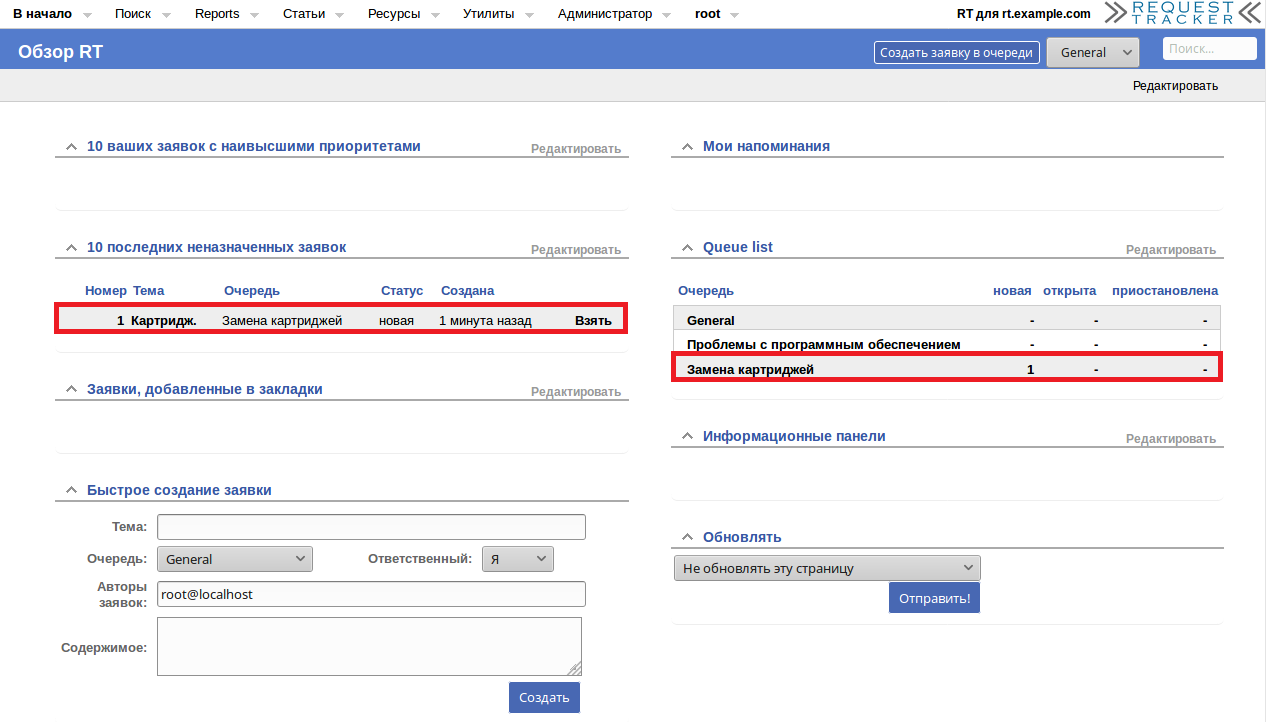 В начало Поиск Reports Статьи Ресурсы Утилиты Администратор root RT для rt.example.com REQUEST TRACKER
Обзор RT Создать заявку в очереди General Поиск...
Редактировать
10 ваших заявок с наивысшими приоритетами Редактировать
10 последних неназначенных заявок Редактировать
Номер Тема Очередь Статус Создана
1 Картридж. Замена картриджей новая 1 минута назад Взять
Заявки, добавленные в закладки Редактировать
Быстрое создание заявки
Тема:
Очередь: General Ответственный: Я
Авторы
заявок: root@localhost
Содержимое:
Создать
Мои напоминания
Queue list Редактировать
Очередь новая открыта приостановлена
General - - -
Проблемы с программным обеспечением - - -
Замена картриджей 1 - -
Информационные панели Редактировать
Обновлять
Не обновлять эту страницу
Отправить!